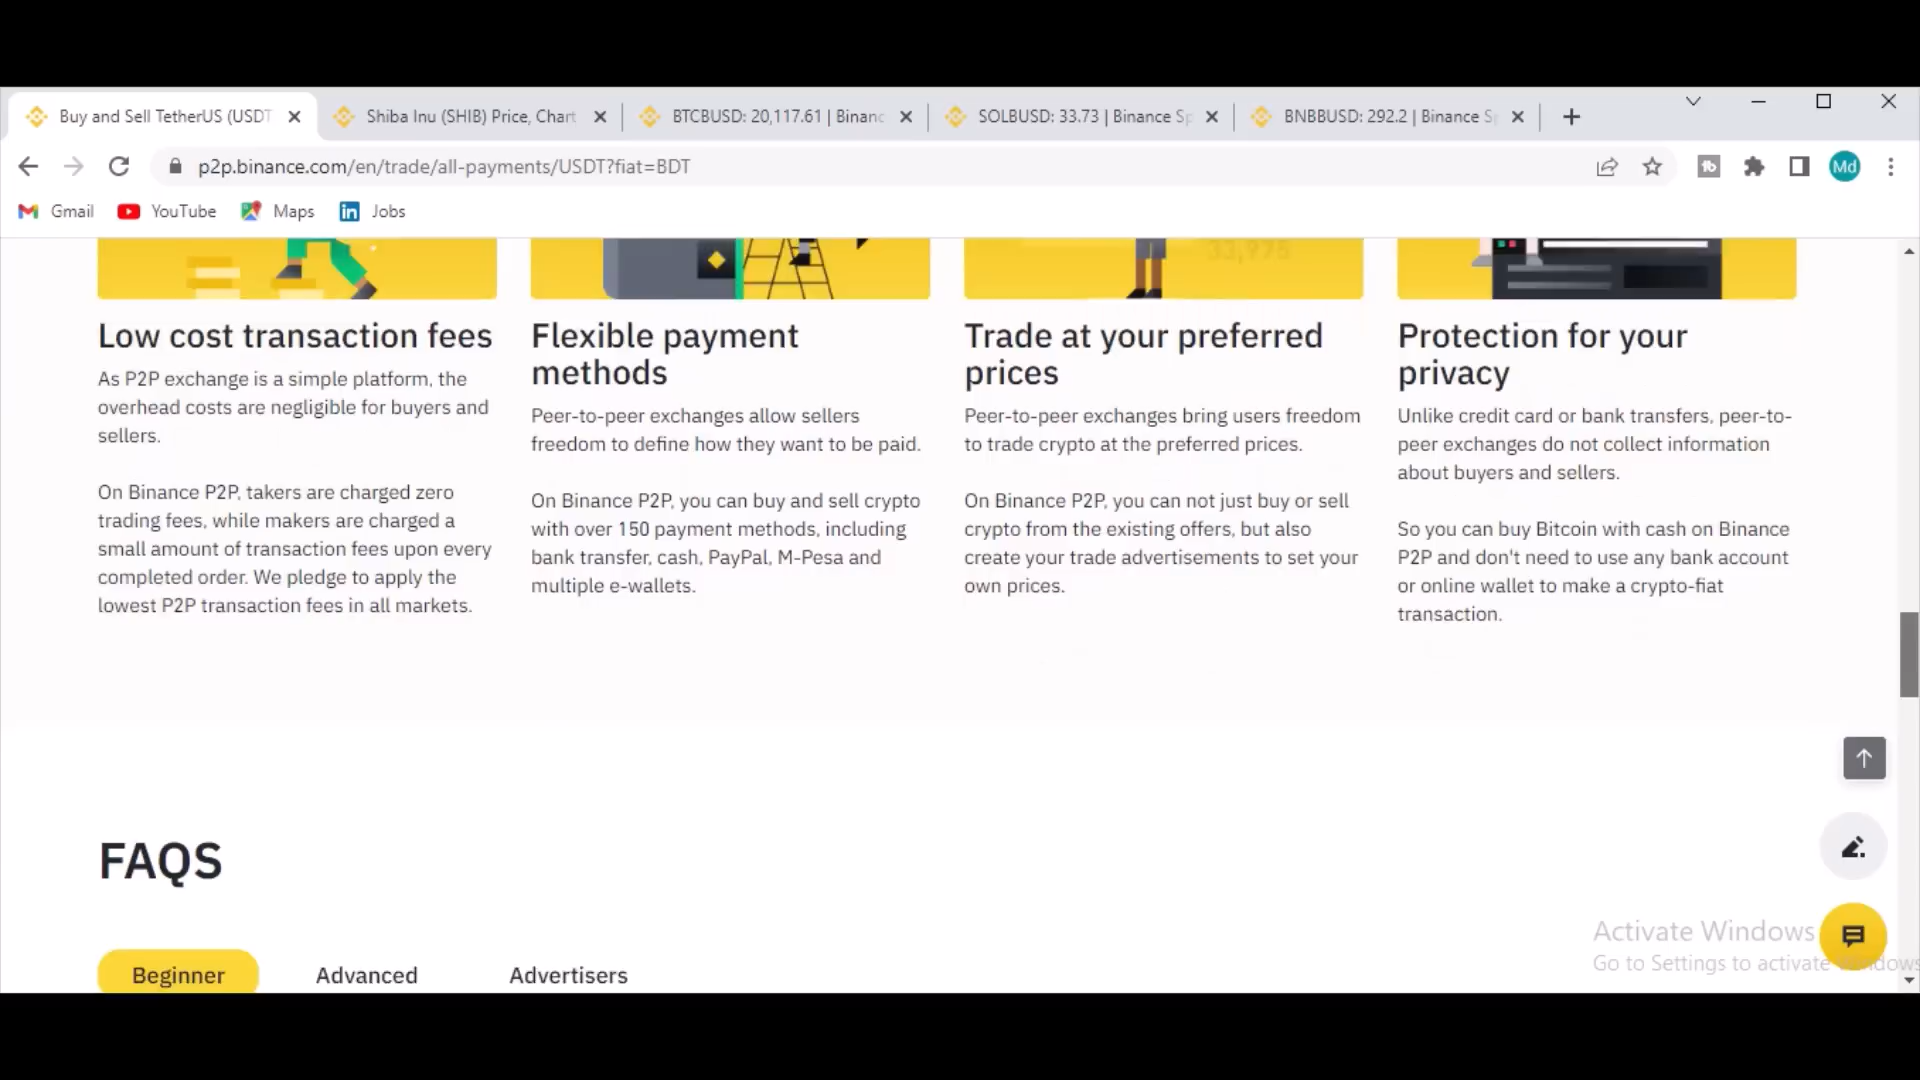 Buy and Sell TetherUS (USDT
Shiba Inu (SHIB) Price, Chart
BTCBUSD: 20,117.61 | Binanc
SOLBUSD: 33.73 | Binance Sp
BNBBUSD: 292.2 | Binance S
p2p.binance.com/en/trade/all-payments/USDT?fiat=BDT
Md
Gmail
YouTube
Maps
Jobs
33,975
Low cost transaction fees
As P2P exchange is a simple platform, the
overhead costs are negligible for buyers and
sellers.
On Binance P2P, takers are charged zero
trading fees, while makers are charged a
small amount of transaction fees upon every
completed order. We pledge to apply the
lowest P2P transaction fees in all markets.
Flexible payment
methods
Peer-to-peer exchanges allow sellers
freedom to define how they want to be paid.
On Binance P2P, you can buy and sell crypto
with over 150 payment methods, including
bank transfer, cash, PayPal, M-Pesa and
multiple e-wallets.
Trade at your preferred
prices
Peer-to-peer exchanges bring users freedom
to trade crypto at the preferred prices.
On Binance P2P, you can not just buy or sell
crypto from the existing offers, but also
create your trade advertisements to set your
own prices.
Protection for your
privacy
Unlike credit card or bank transfers, peer-to-
peer exchanges do not collect information
about buyers and sellers.
So you can buy Bitcoin with cash on Binance
P2P and don't need to use any bank account
or online wallet to make a crypto-fiat
transaction.
FAQS
Beginner
Advanced
Advertisers
Activate Windows
Go to Settings to activate Windows